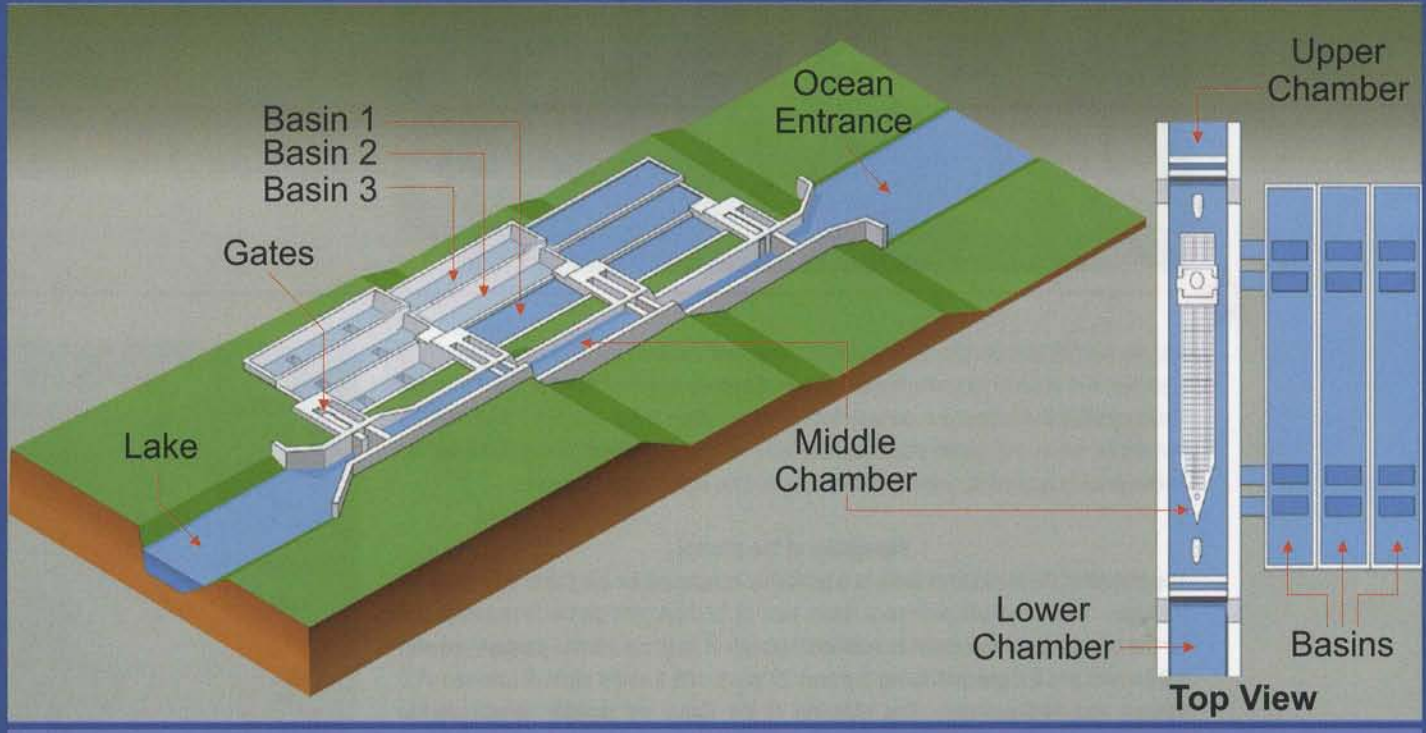 Basin 1
Basin 2
Basin 3
Gates
Lake
Ocean
Entrance
Middle
Chamber
Upper
Chamber
Lower
Chamber
Basins
Top View